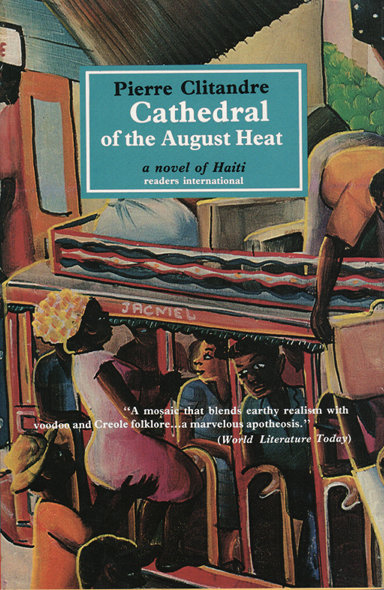 Pierre Clitandre
Cathedral
of the August Heat
a novel of Haiti
readers international
JACMEL
"A mosaic that blends earthy realism with
voodoo and Creole folklore...a marvelous apotheosis."
(World Literature Today)